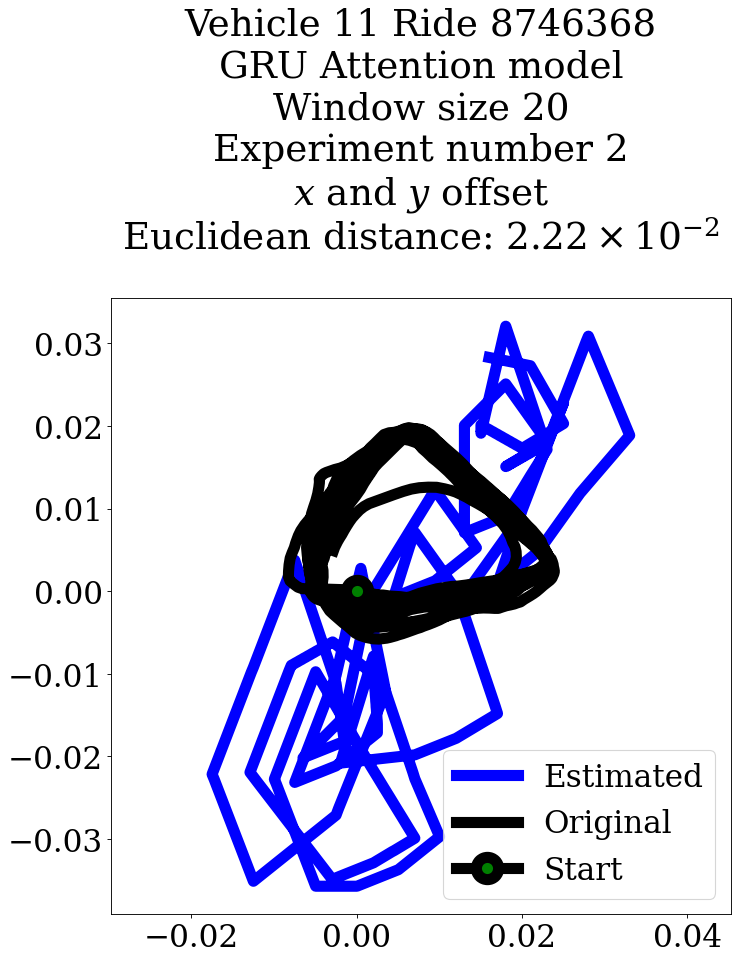 Vehicle 11 Ride 8746368
GRU Attention model
Window size 20
Experiment number 2
x and y offset
Euclidean distance: 2.22 × 10⁻²
0.03
0.02
0.01
0.00
−0.01
−0.02
−0.03
Estimated
Original
Start
−0.02 0.00 0.02 0.04